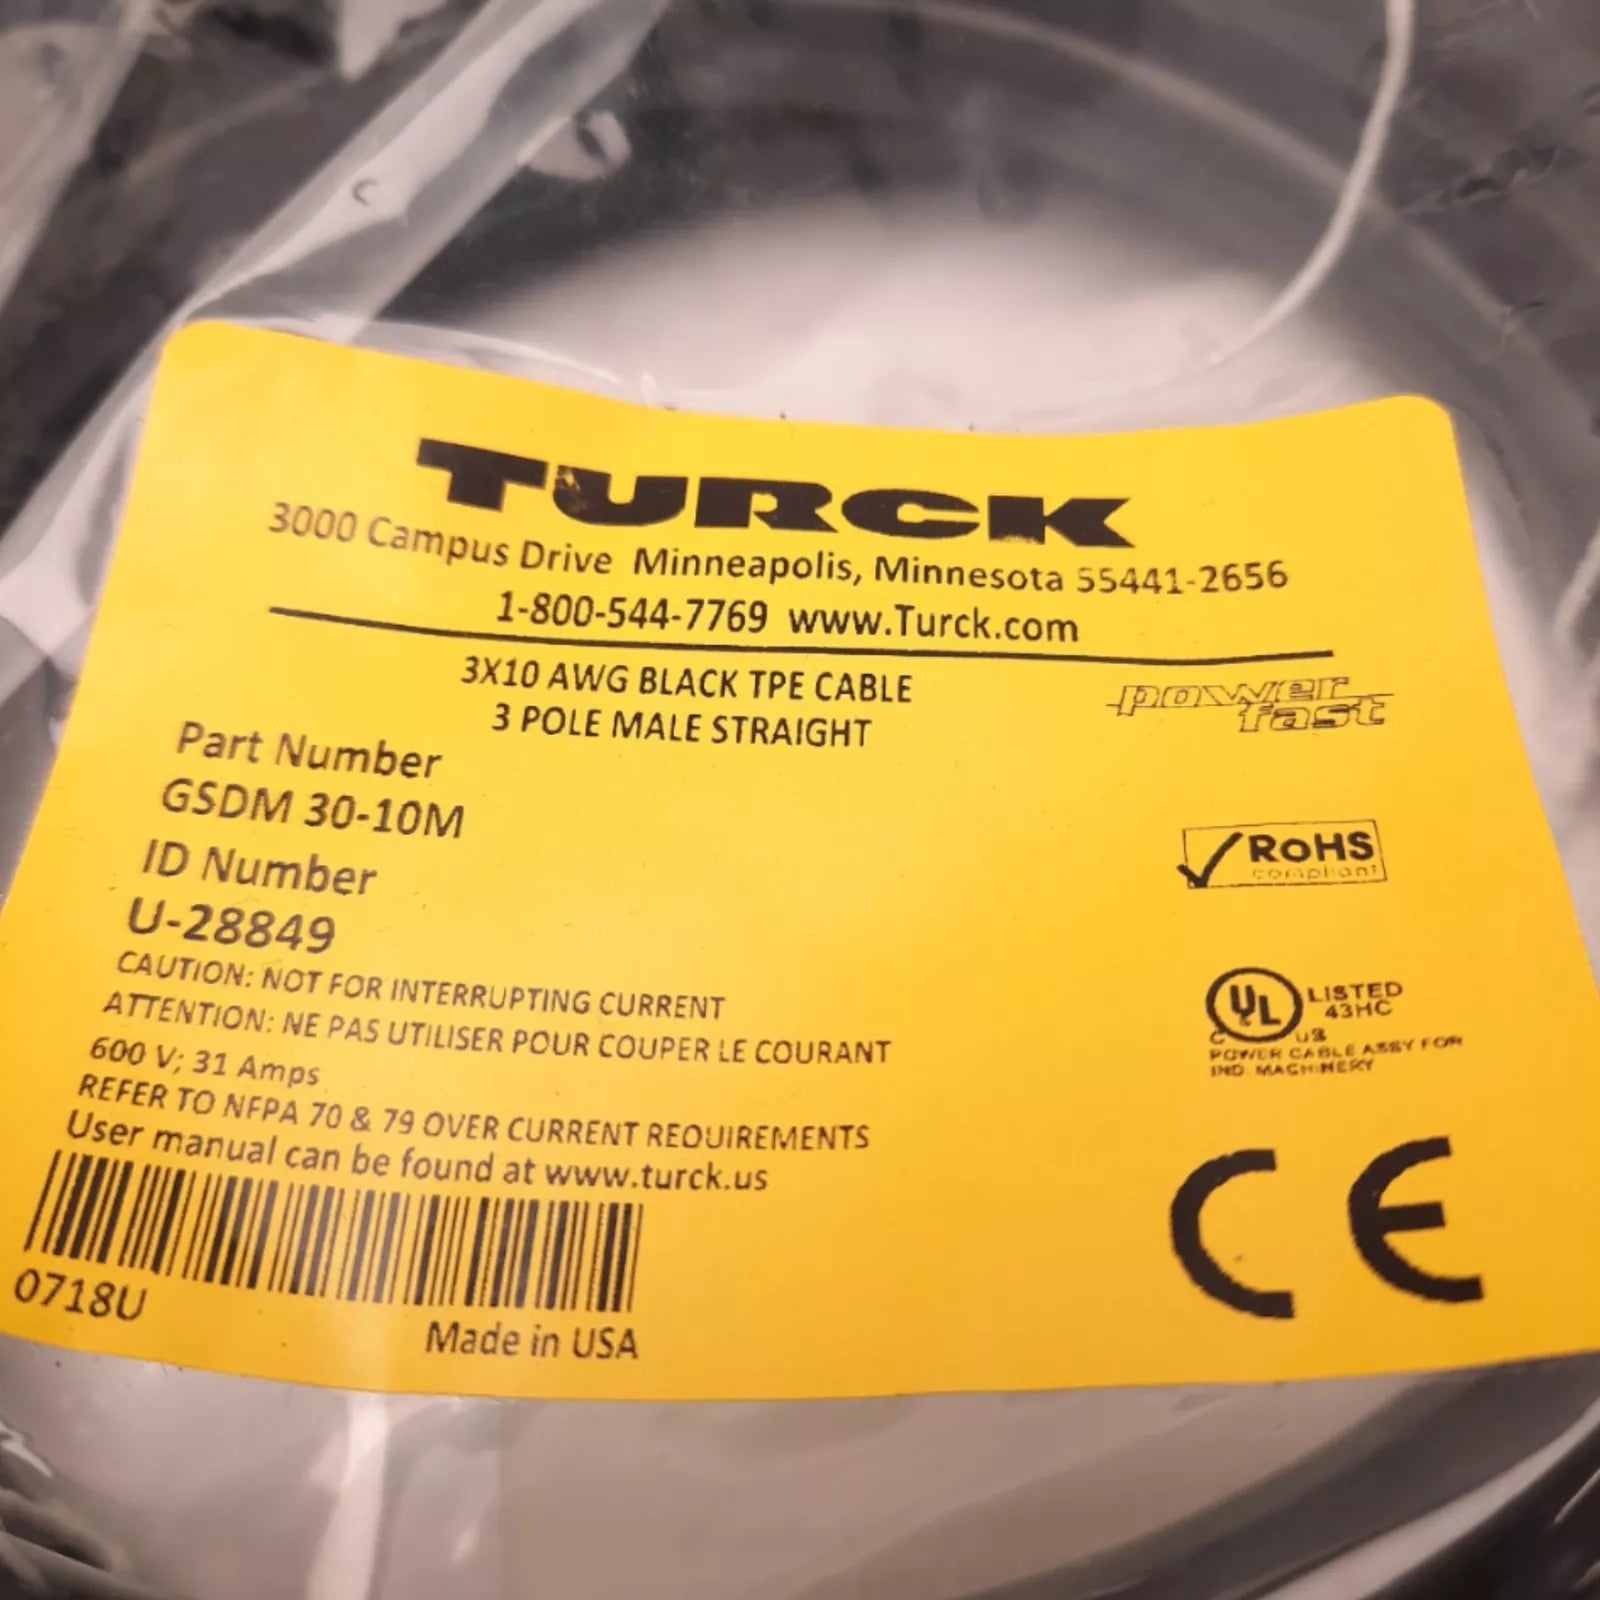 TURCK
3000 Campus Drive Minneapolis, Minnesota 55441-2656
1-800-544-7769 www.Turck.com
3X10 AWG BLACK TPE CABLE
3 POLE MALE STRAIGHT
power
fast
Part Number
GSDM 30-10M
ID Number
U-28849
RoHS
compliant
CAUTION: NOT FOR INTERRUPTING CURRENT
ATTENTION: NE PAS UTILISER POUR COUPER LE COURANT
600 V; 31 Amps
REFER TO NFPA 70 & 79 OVER CURRENT REQUIREMENTS
User manual can be found at www.turck.us
UL LISTED
43HC
C US
POWER CABLE ASSY FOR
IND. MACHINERY
CE
0718U
Made in USA